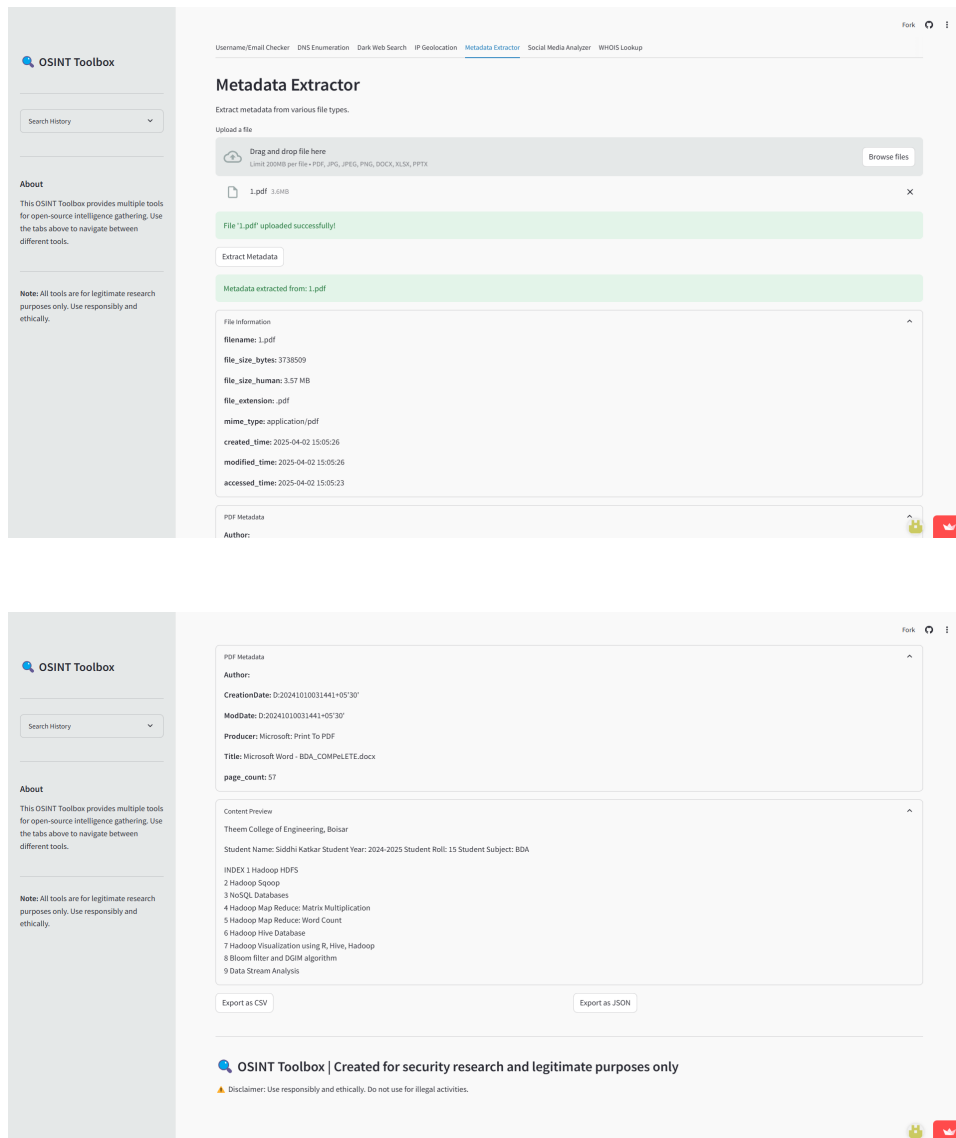 Fork
OSINT Toolbox
Search History
About
This OSINT Toolbox provides multiple tools
for open-source intelligence gathering. Use
the tabs above to navigate between
different tools.
Note: All tools are for legitimate research
purposes only. Use responsibly and
ethically.
Username/Email Checker DNS Enumeration Dark Web Search IP Geolocation Metadata Extractor Social Media Analyzer WHOIS Lookup
Metadata Extractor
Extract metadata from various file types.
Upload a file
Drag and drop file here
Limit 200MB per file • PDF, JPG, JPEG, PNG, DOCX, XLSX, PPTX
Browse files
1.pdf 3.6MB
File '1.pdf' uploaded successfully!
Extract Metadata
Metadata extracted from: 1.pdf
File Information
filename: 1.pdf
file_size_bytes: 3738509
file_size_human: 3.57 MB
file_extension: .pdf
mime_type: application/pdf
created_time: 2025-04-02 15:05:26
modified_time: 2025-04-02 15:05:26
accessed_time: 2025-04-02 15:05:23
PDF Metadata
Author:
Fork
OSINT Toolbox
Search History
About
This OSINT Toolbox provides multiple tools
for open-source intelligence gathering. Use
the tabs above to navigate between
different tools.
Note: All tools are for legitimate research
purposes only. Use responsibly and
ethically.
PDF Metadata
Author:
CreationDate: D:20241010031441+05'30'
ModDate: D:20241010031441+05'30'
Producer: Microsoft: Print To PDF
Title: Microsoft Word - BDA_COMPeLETE.docx
page_count: 57
Content Preview
Theem College of Engineering, Boisar
Student Name: Siddhi Katkar Student Year: 2024-2025 Student Roll: 15 Student Subject: BDA
INDEX 1 Hadoop HDFS
2 Hadoop Sqoop
3 NoSQL Databases
4 Hadoop Map Reduce: Matrix Multiplication
5 Hadoop Map Reduce: Word Count
6 Hadoop Hive Database
7 Hadoop Visualization using R, Hive, Hadoop
8 Bloom filter and DGIM algorithm
9 Data Stream Analysis
Export as CSV
Export as JSON
OSINT Toolbox | Created for security research and legitimate purposes only
Disclaimer: Use responsibly and ethically. Do not use for illegal activities.